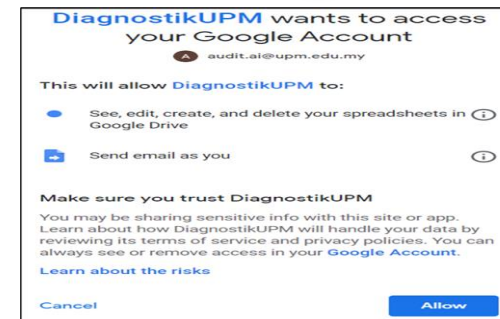 DiagnostikUPM wants to access
your Google Account
A audit.ai@upm.edu.my
This will allow DiagnostikUPM to:
See, edit, create, and delete your spreadsheets in
Google Drive
Send email as you
Make sure you trust DiagnostikUPM
You may be sharing sensitive info with this site or app.
Learn about how DiagnostikUPM will handle your data by
reviewing its terms of service and privacy policies. You can
always see or remove access in your Google Account.
Learn about the risks
Cancel Allow